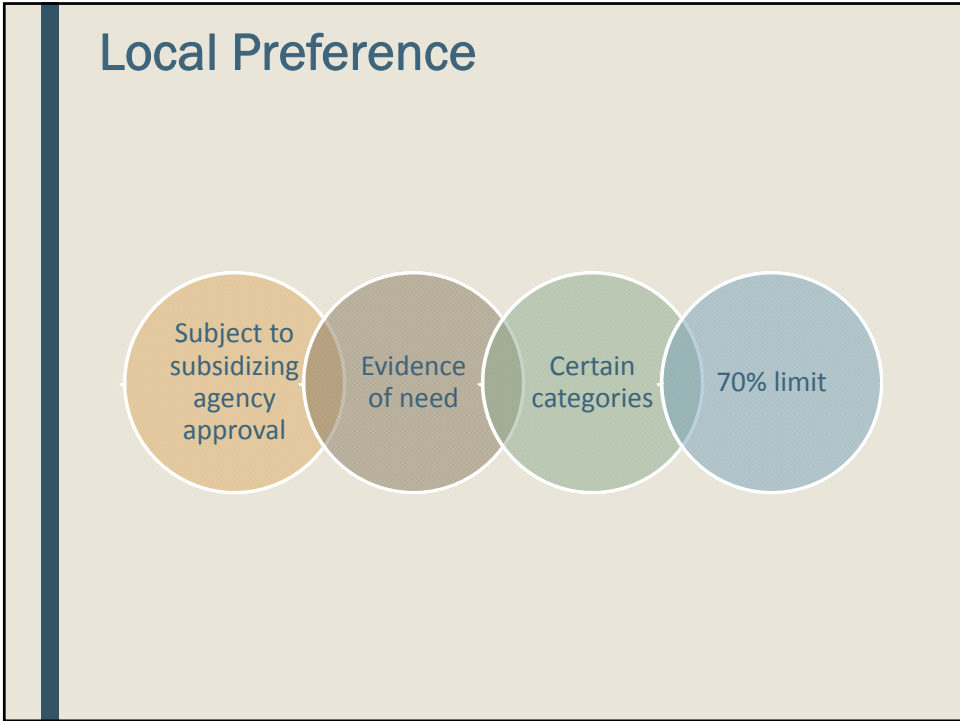 Local Preference
Subject to
subsidizing
agency
approval
Evidence
of need
Certain
categories
70% limit